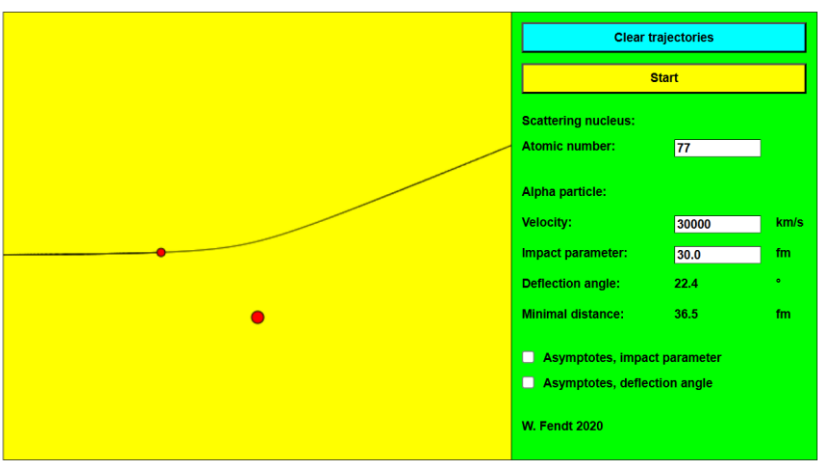 Clear trajectories
Start
Scattering nucleus:
Atomic number: 77
Alpha particle:
Velocity: 30000 km/s
Impact parameter: 30.0 fm
Deflection angle: 22.4 °
Minimal distance: 36.5 fm
Asymptotes, impact parameter
Asymptotes, deflection angle
W. Fendt 2020